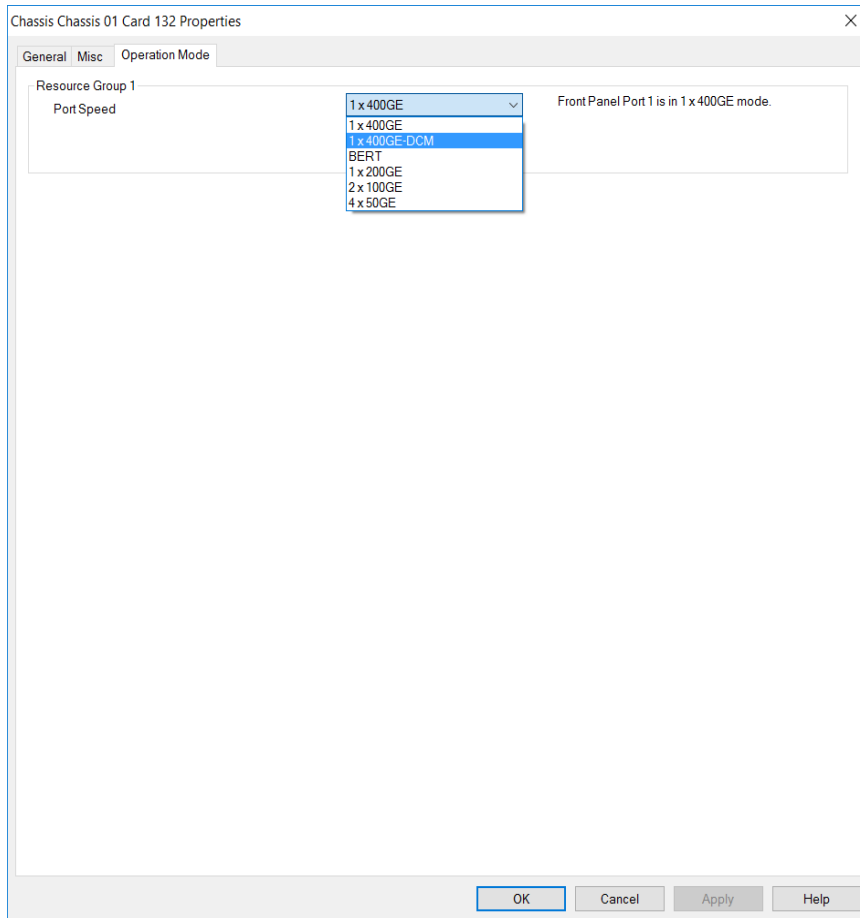 Chassis Chassis 01 Card 132 Properties
General Misc Operation Mode
Resource Group 1
Port Speed 1 x 400GE Front Panel Port 1 is in 1 x 400GE mode.
1 x 400GE
1 x 400GE-DCM
BERT
1 x 200GE
2 x 100GE
4 x 50GE
OK Cancel Apply Help